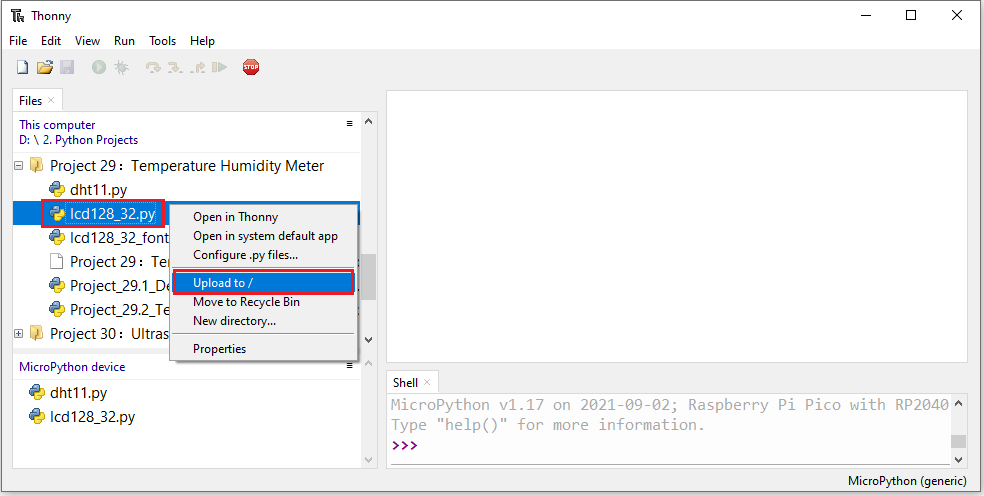 Thonny
File Edit View Run Tools Help
STOP
Files
This computer
D: \ 2. Python Projects
Project 29：Temperature Humidity Meter
dht11.py
lcd128_32.py
lcd128_32_font
Project 29：Te
Project_29.1_De
Project_29.2_Te
Project 30：Ultras
Open in Thonny
Open in system default app
Configure .py files...
Upload to /
Move to Recycle Bin
New directory...
Properties
MicroPython device
dht11.py
lcd128_32.py
Shell
MicroPython v1.17 on 2021-09-02; Raspberry Pi Pico with RP2040
Type "help()" for more information.
>>>
MicroPython (generic)